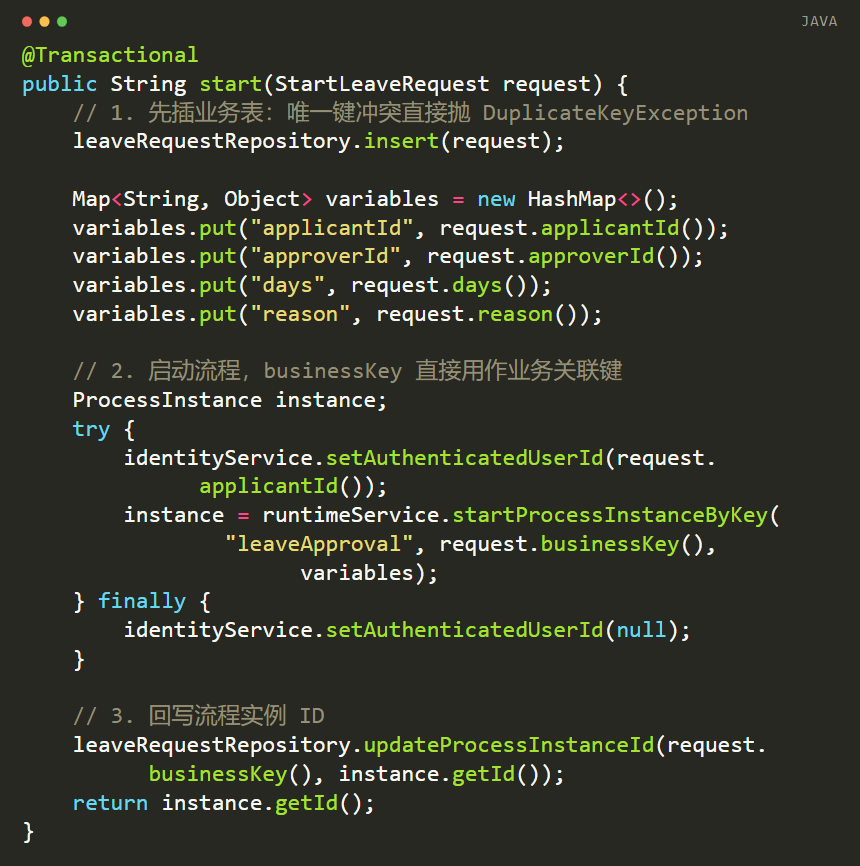 JAVA
@Transactional
public String start(StartLeaveRequest request) {
    // 1. 先插业务表：唯一键冲突直接抛 DuplicateKeyException
    leaveRequestRepository.insert(request);

    Map<String, Object> variables = new HashMap<>();
    variables.put("applicantId", request.applicantId());
    variables.put("approverId", request.approverId());
    variables.put("days", request.days());
    variables.put("reason", request.reason());

    // 2. 启动流程，businessKey 直接用作业务关联键
    ProcessInstance instance;
    try {
        identityService.setAuthenticatedUserId(request.
              applicantId());
        instance = runtimeService.startProcessInstanceByKey(
                "leaveApproval", request.businessKey(),
                      variables);
    } finally {
        identityService.setAuthenticatedUserId(null);
    }

    // 3. 回写流程实例 ID
    leaveRequestRepository.updateProcessInstanceId(request.
          businessKey(), instance.getId());
    return instance.getId();
}